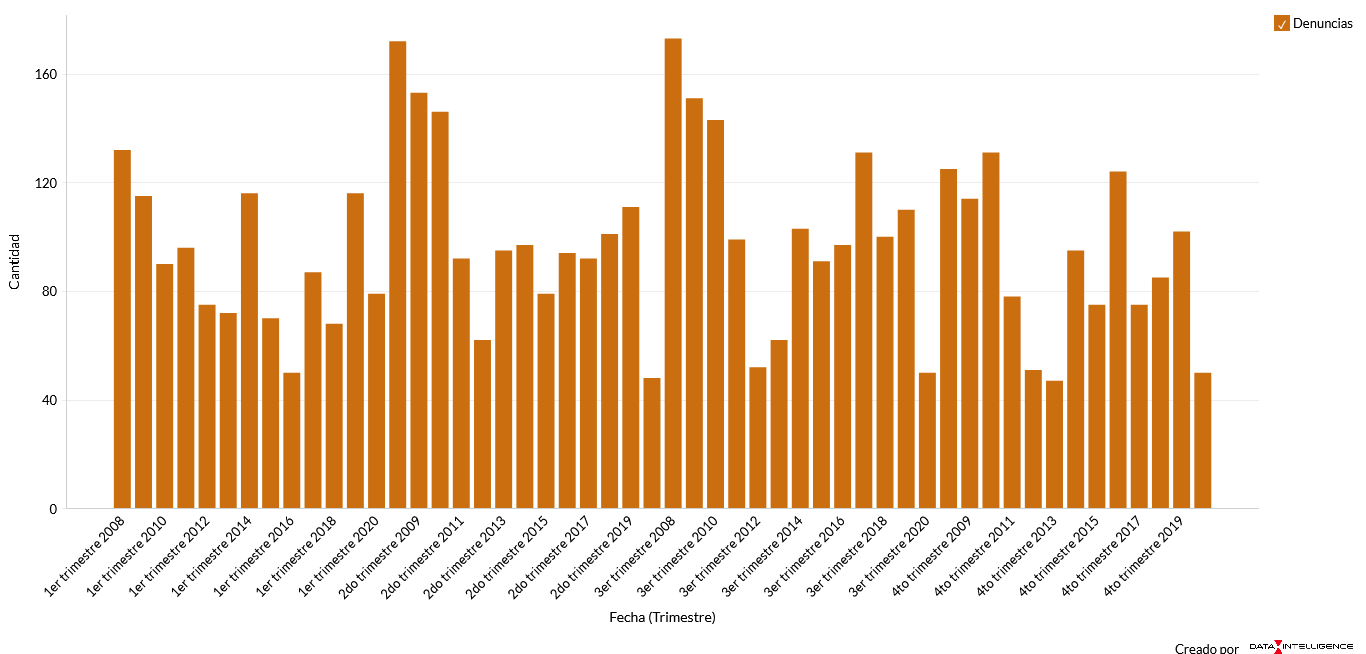 ✓ Denuncias
160
120
80
40
0
Cantidad
1er trimestre 2008
1er trimestre 2010
1er trimestre 2012
1er trimestre 2014
1er trimestre 2016
1er trimestre 2018
1er trimestre 2020
2do trimestre 2009
2do trimestre 2011
2do trimestre 2013
2do trimestre 2015
2do trimestre 2017
2do trimestre 2019
3er trimestre 2008
3er trimestre 2010
3er trimestre 2012
3er trimestre 2014
3er trimestre 2016
3er trimestre 2018
3er trimestre 2020
4to trimestre 2009
4to trimestre 2011
4to trimestre 2013
4to trimestre 2015
4to trimestre 2017
4to trimestre 2019
Fecha (Trimestre)
Creado por DATA INTELLIGENCE